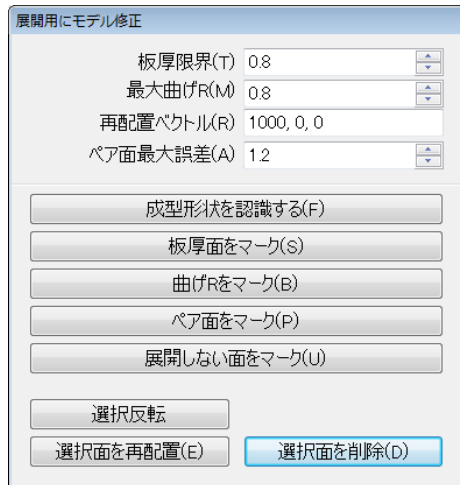 展開用にモデル修正
板厚限界(T) 0.8
最大曲げR(M) 0.8
再配置ベクトル(R) 1000, 0, 0
ペア面最大誤差(A) 1.2
成型形状を認識する(F)
板厚面をマーク(S)
曲げRをマーク(B)
ペア面をマーク(P)
展開しない面をマーク(U)
選択反転
選択面を再配置(E) 選択面を削除(D)